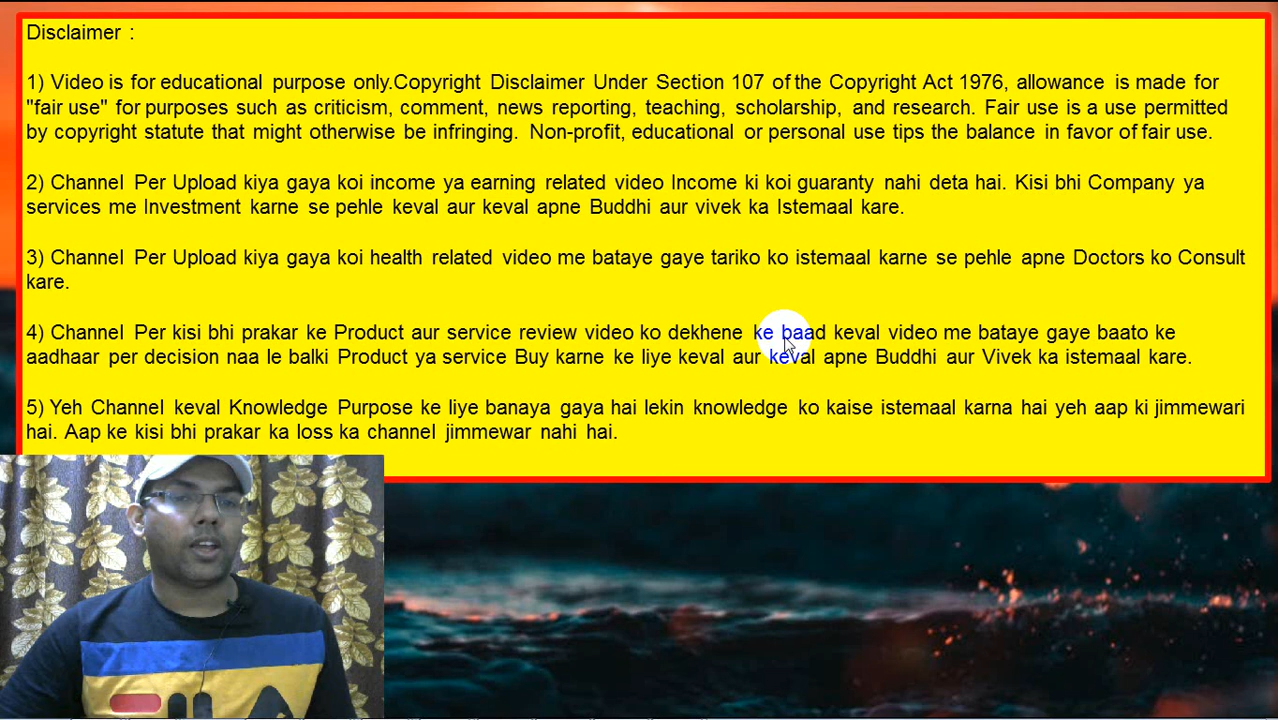 Disclaimer :
1) Video is for educational purpose only.Copyright Disclaimer Under Section 107 of the Copyright Act 1976, allowance is made for
"fair use" for purposes such as criticism, comment, news reporting, teaching, scholarship, and research. Fair use is a use permitted
by copyright statute that might otherwise be infringing. Non-profit, educational or personal use tips the balance in favor of fair use.
2) Channel Per Upload kiya gaya koi income ya earning related video Income ki koi guaranty nahi deta hai. Kisi bhi Company ya
services me Investment karne se pehle keval aur keval apne Buddhi aur vivek ka Istemaal kare.
3) Channel Per Upload kiya gaya koi health related video me bataye gaye tariko ko istemaal karne se pehle apne Doctors ko Consult
kare.
4) Channel Per kisi bhi prakar ke Product aur service review video ko dekhene ke baad keval video me bataye gaye baato ke
aadhaar per decision naa le balki Product ya service Buy karne ke liye keval aur keval apne Buddhi aur Vivek ka istemaal kare.
5) Yeh Channel keval Knowledge Purpose ke liye banaya gaya hai lekin knowledge ko kaise istemaal karna hai yeh aap ki jimmewari
hai. Aap ke kisi bhi prakar ka loss ka channel jimmewar nahi hai.